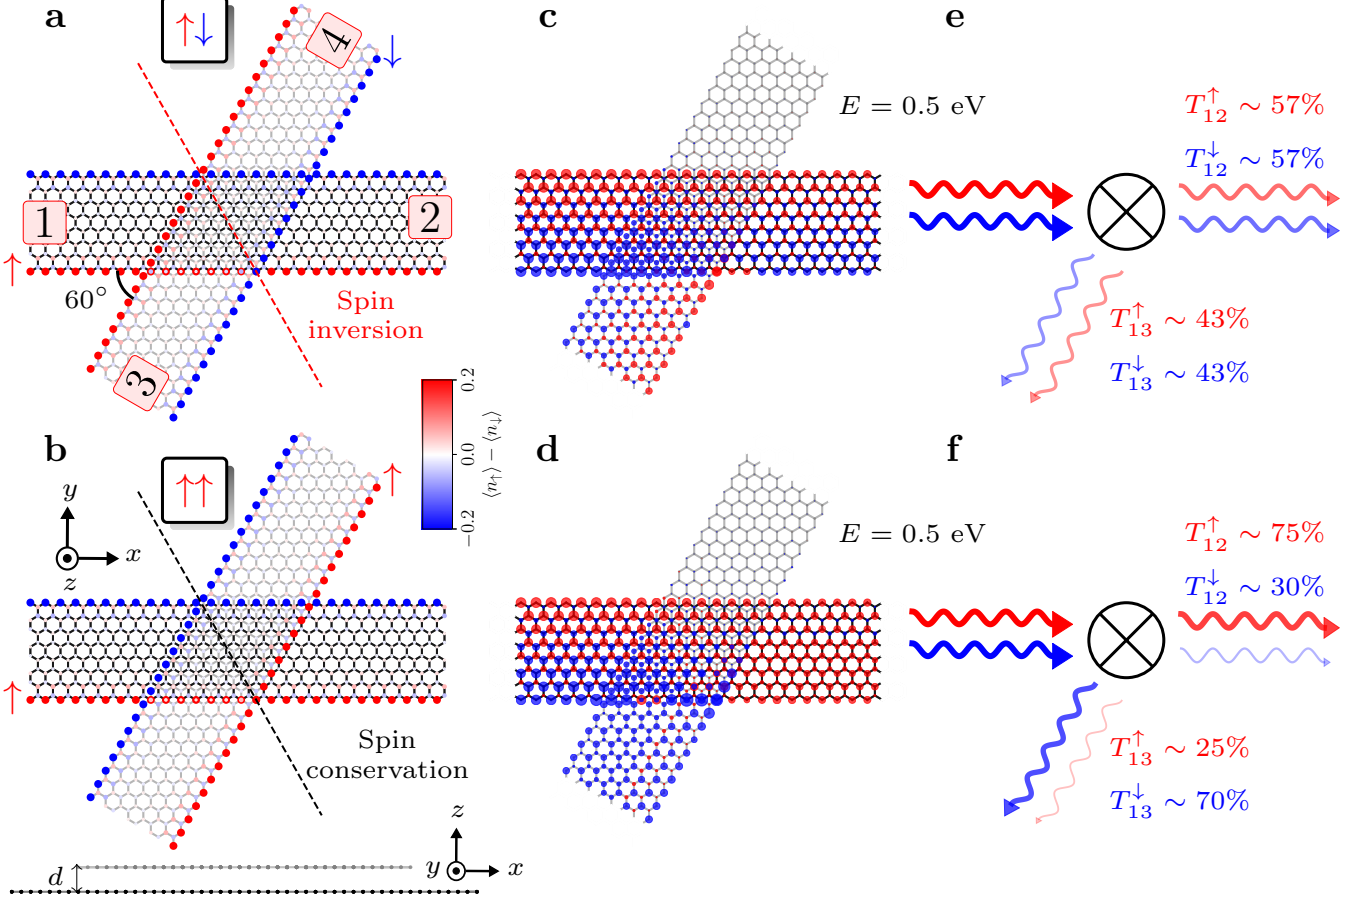 a
↑↓
4
↓
1
2
↑
60°
Spin
inversion
3
0.2
0.0
−0.2
⟨n↑⟩ − ⟨n↓⟩
b
↑↑
↑
y
x
z
↑
Spin
conservation
z
y
x
d
c
E = 0.5 eV
d
E = 0.5 eV
e
T↑12 ∼ 57%
T↓12 ∼ 57%
T↑13 ∼ 43%
T↓13 ∼ 43%
f
T↑12 ∼ 75%
T↓12 ∼ 30%
T↑13 ∼ 25%
T↓13 ∼ 70%